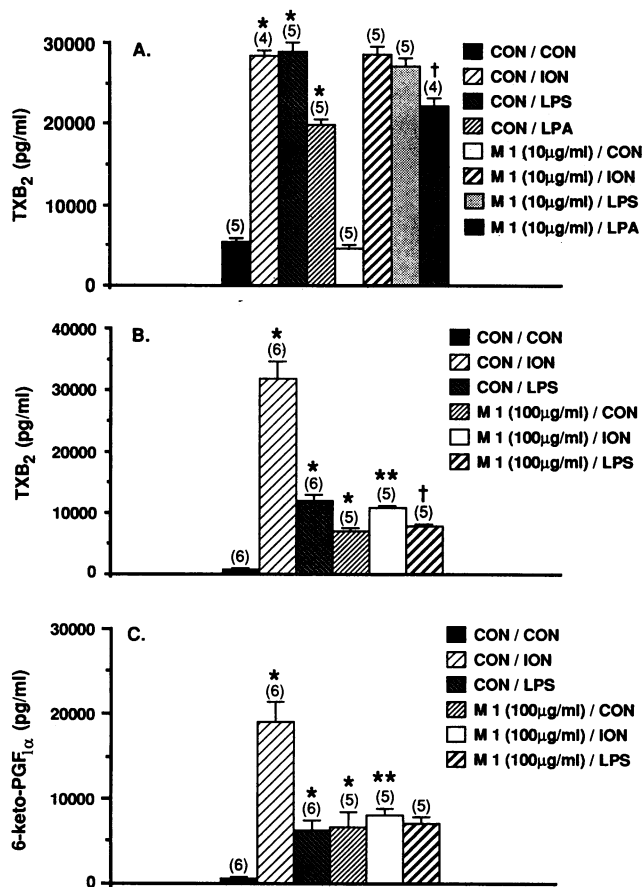 A.
TXB2 (pg/ml)
30000
20000
10000
0
(5)
*
(4)
*
(5)
*
(5)
(5)
(5)
(5)
†
(4)
CON / CON
CON / ION
CON / LPS
CON / LPA
M 1 (10µg/ml) / CON
M 1 (10µg/ml) / ION
M 1 (10µg/ml) / LPS
M 1 (10µg/ml) / LPA
B.
TXB2 (pg/ml)
40000
30000
20000
10000
0
(6)
*
(6)
*
(6)
*
(5)
**
(5)
†
(5)
CON / CON
CON / ION
CON / LPS
M 1 (100µg/ml) / CON
M 1 (100µg/ml) / ION
M 1 (100µg/ml) / LPS
C.
6-keto-PGF1α (pg/ml)
30000
20000
10000
0
(6)
*
(6)
*
(6)
*
(5)
**
(5)
(5)
CON / CON
CON / ION
CON / LPS
M 1 (100µg/ml) / CON
M 1 (100µg/ml) / ION
M 1 (100µg/ml) / LPS